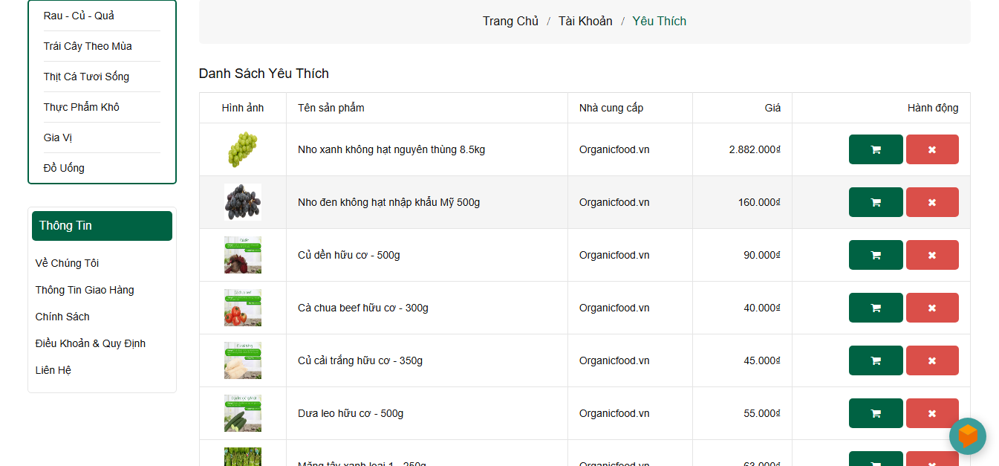 Rau - Củ - Quả
Trái Cây Theo Mùa
Thịt Cá Tươi Sống
Thực Phẩm Khô
Gia Vị
Đồ Uống
Thông Tin
Về Chúng Tôi
Thông Tin Giao Hàng
Chính Sách
Điều Khoản & Quy Định
Liên Hệ
Trang Chủ / Tài Khoản / Yêu Thích
Danh Sách Yêu Thích
Hình ảnh Tên sản phẩm Nhà cung cấp Giá Hành động
Nho xanh không hạt nguyên thùng 8.5kg Organicfood.vn 2.882.000₫
Nho đen không hạt nhập khẩu Mỹ 500g Organicfood.vn 160.000₫
Củ dền hữu cơ - 500g Organicfood.vn 90.000₫
Cà chua beef hữu cơ - 300g Organicfood.vn 40.000₫
Củ cải trắng hữu cơ - 350g Organicfood.vn 45.000₫
Dưa leo hữu cơ - 500g Organicfood.vn 55.000₫
Măng tây xanh loại 1 - 250g Organicfood.vn 63.000₫